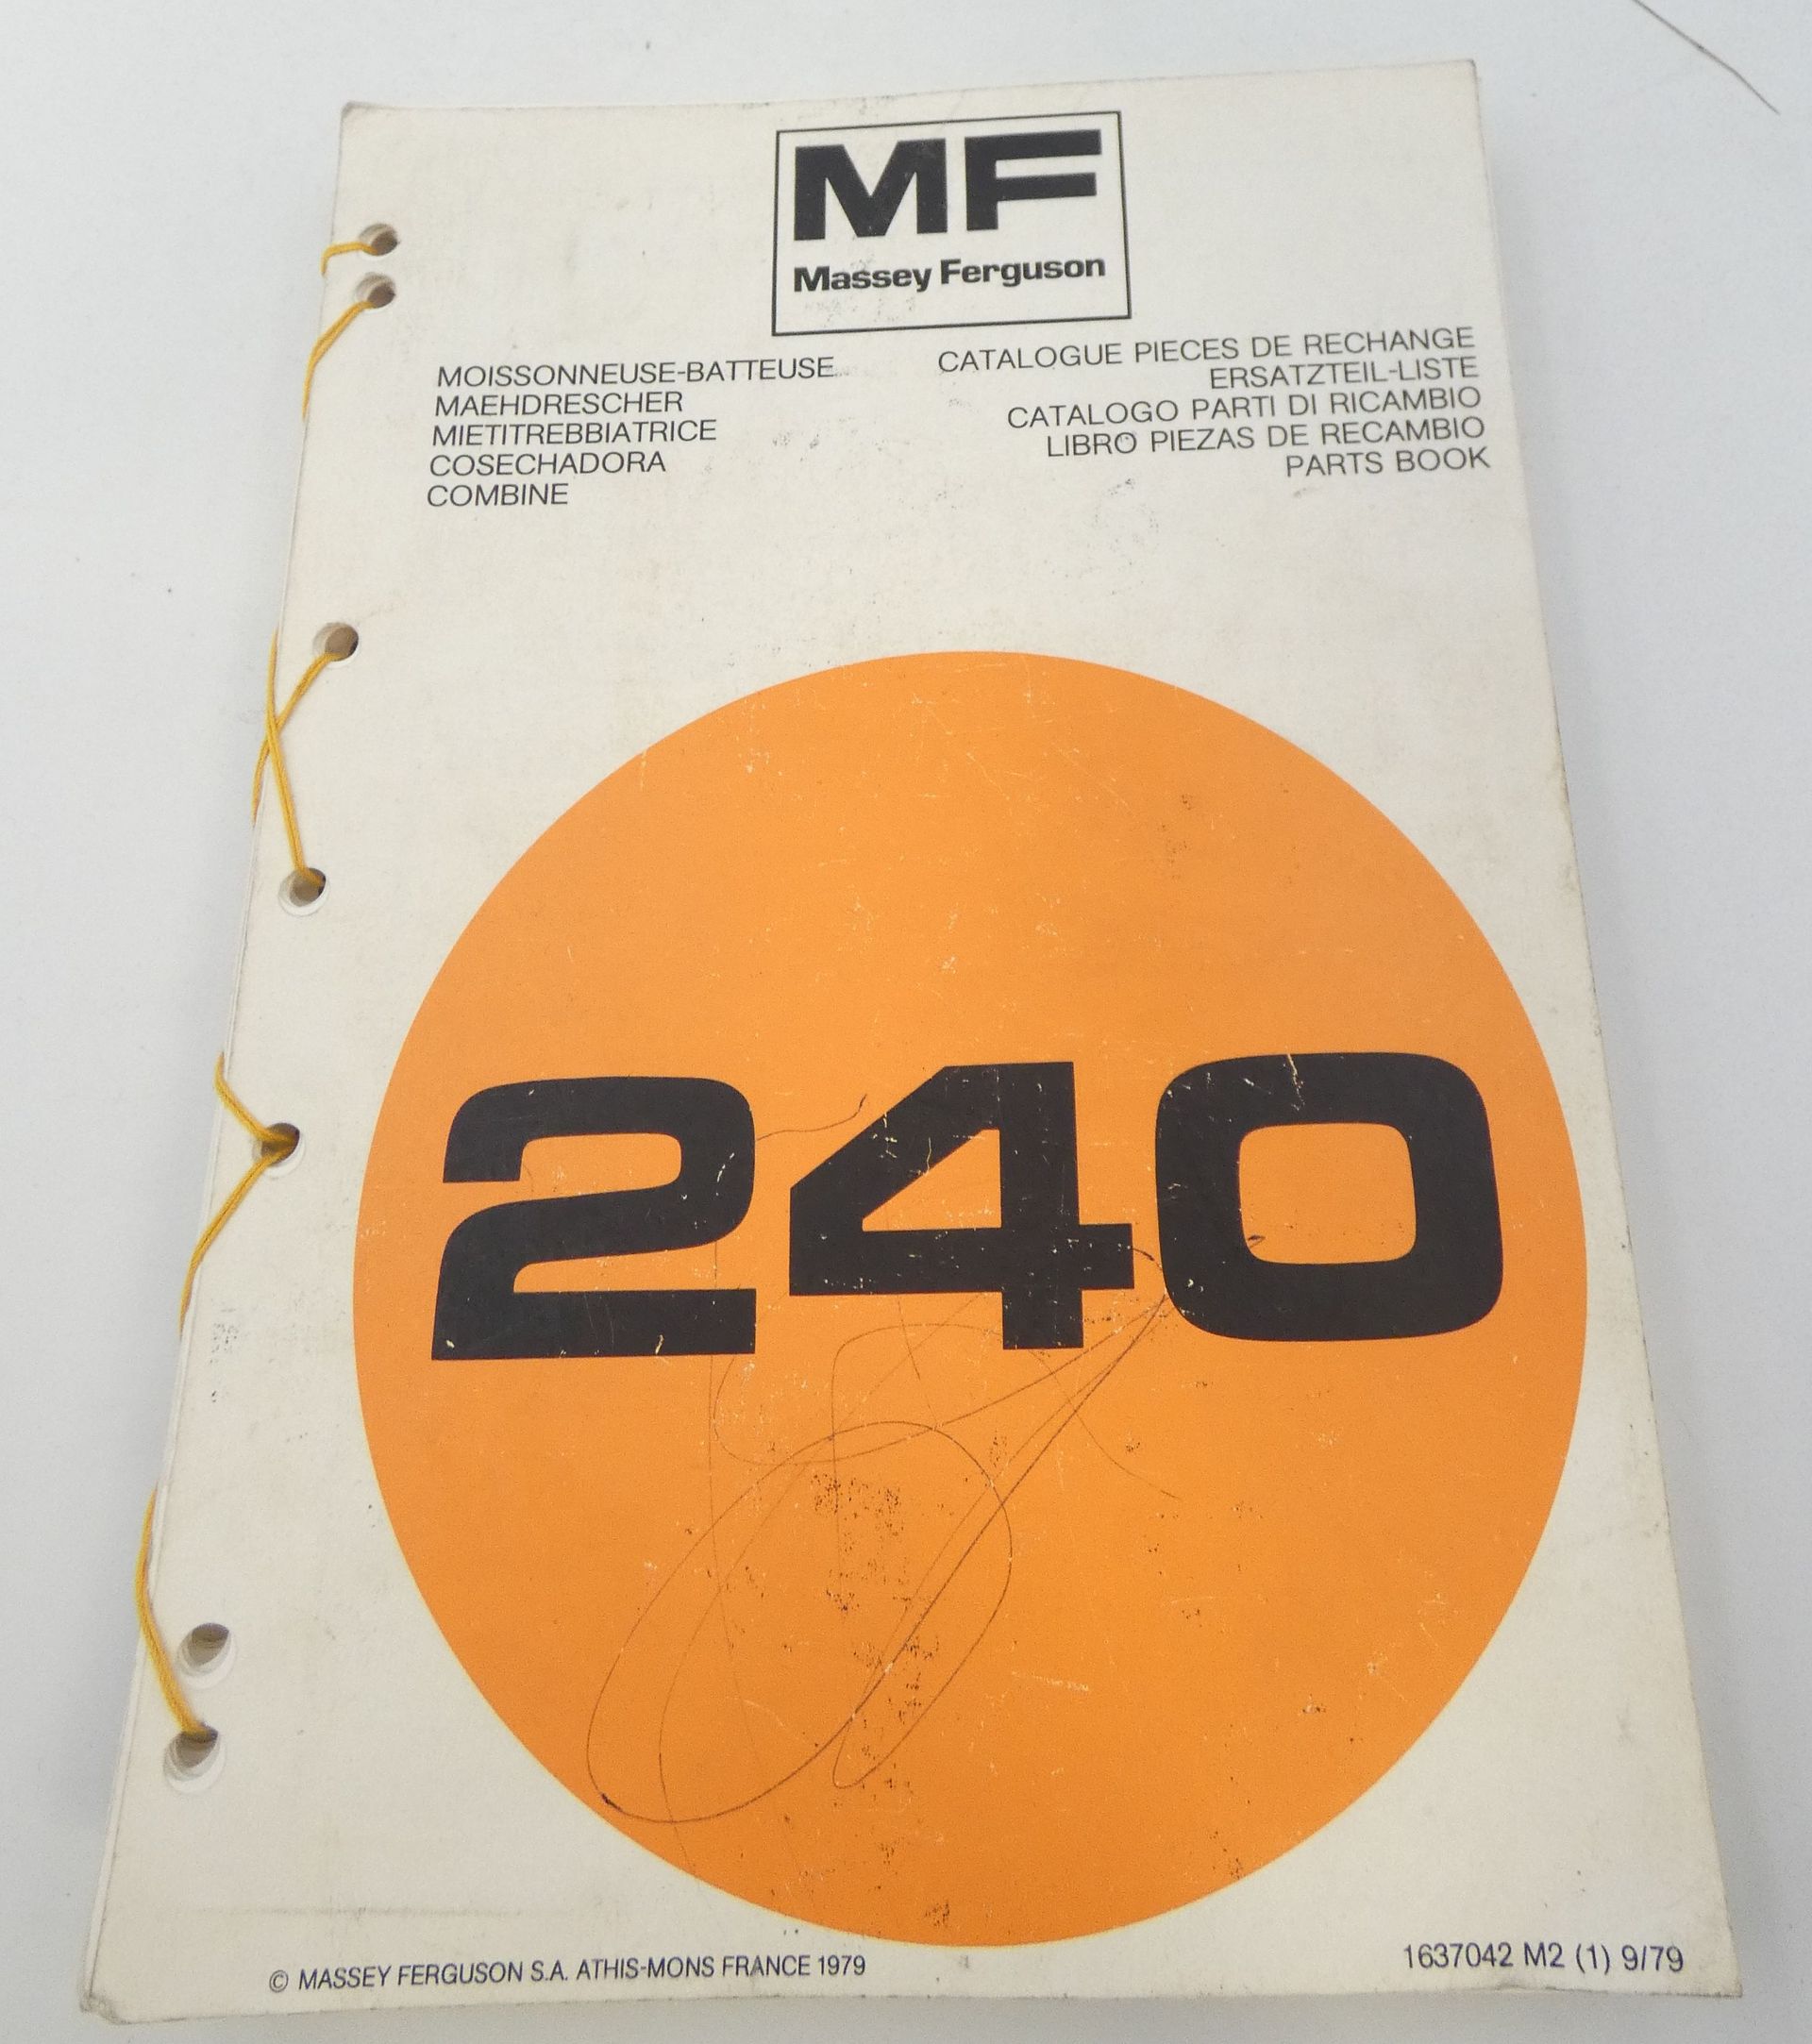 MF
Massey Ferguson
MOISSONNEUSE-BATTEUSE
MAEHDRESCHER
MIETITREBBIATRICE
COSECHADORA
COMBINE
CATALOGUE PIECES DE RECHANGE
ERSATZTEIL-LISTE
CATALOGO PARTI DI RICAMBIO
LIBRO PIEZAS DE RECAMBIO
PARTS BOOK
240
© MASSEY FERGUSON S.A. ATHIS-MONS FRANCE 1979
1637042 M2 (1) 9/79